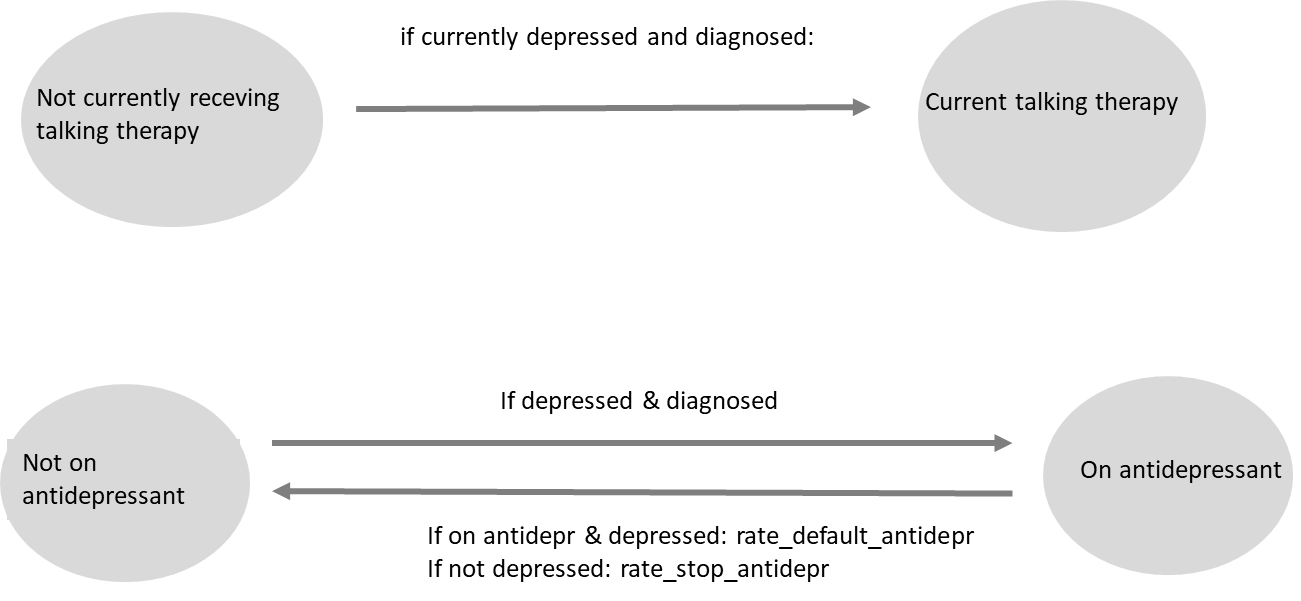 if currently depressed and diagnosed:
Not currently receving
talking therapy
Current talking therapy
If depressed & diagnosed
Not on
antidepressant
On antidepressant
If on antidepr & depressed: rate_default_antidepr
If not depressed: rate_stop_antidepr